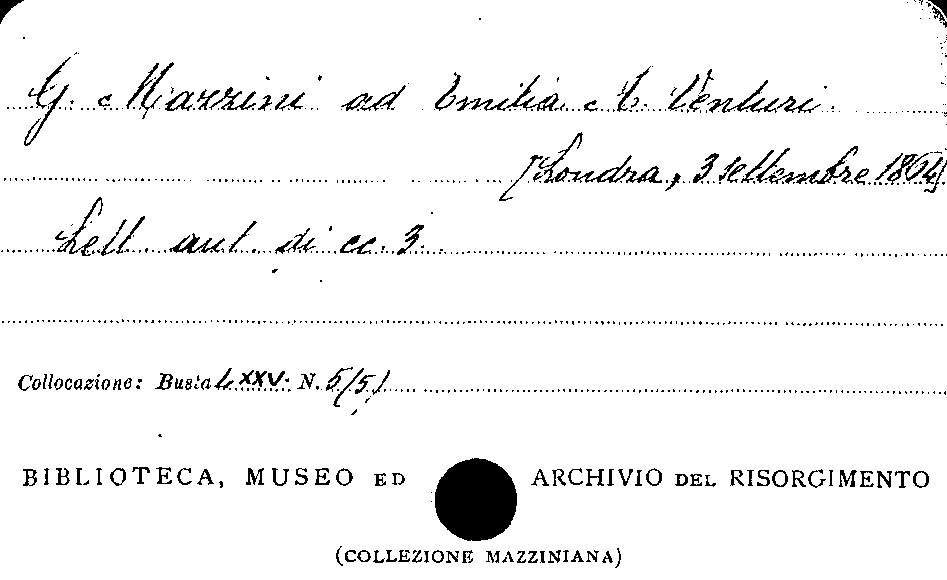 G. Mazzini ad Emilia A. Venturi.
[Londra, 3 settembre 1864]
Lett. aut. di cc. 3.
Collocazione: Busta LXXV. N. 5/5)
BIBLIOTECA, MUSEO ED ARCHIVIO DEL RISORGIMENTO
(COLLEZIONE MAZZINIANA)